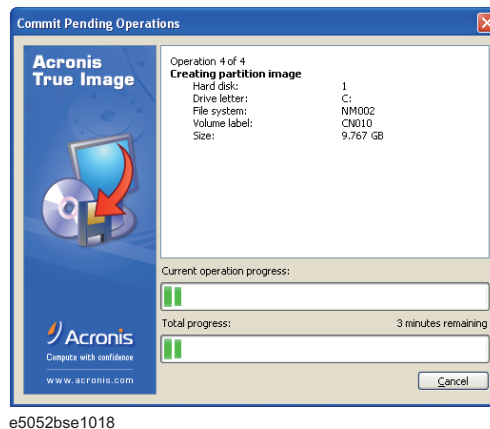 Commit Pending Operations
Acronis
True Image
Operation 4 of 4
Creating partition image
Hard disk: 1
Drive letter: C:
File system: NM002
Volume label: CN010
Size: 9.767 GB
Current operation progress:
Total progress: 3 minutes remaining
Acronis
Compute with confidence
www.acronis.com
Cancel
e5052bse1018